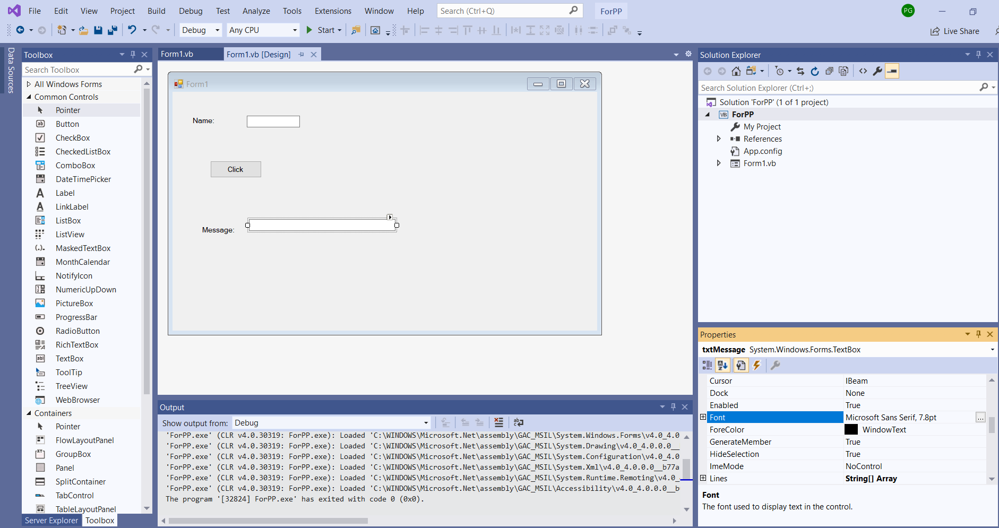 File Edit View Project Build Debug Test Analyze Tools Extensions Window Help Search (Ctrl+Q) ForPP PG
Debug Any CPU Start Live Share
Data Sources
Toolbox
Search Toolbox
All Windows Forms
Common Controls
Pointer
Button
CheckBox
CheckedListBox
ComboBox
DateTimePicker
Label
LinkLabel
ListBox
ListView
MaskedTextBox
MonthCalendar
NotifyIcon
NumericUpDown
PictureBox
ProgressBar
RadioButton
RichTextBox
TextBox
ToolTip
TreeView
WebBrowser
Containers
Pointer
FlowLayoutPanel
GroupBox
Panel
SplitContainer
TabControl
TableLayoutPanel
Server Explorer Toolbox
Form1.vb Form1.vb [Design]
Form1
Name:
Click
Message:
Output
Show output from: Debug
'ForPP.exe' (CLR v4.0.30319: ForPP.exe): Loaded 'C:\WINDOWS\Microsoft.Net\assembly\GAC_MSIL\System.Windows.Forms\v4.0_4.0
'ForPP.exe' (CLR v4.0.30319: ForPP.exe): Loaded 'C:\WINDOWS\Microsoft.Net\assembly\GAC_MSIL\System.Drawing\v4.0_4.0.0.0__
'ForPP.exe' (CLR v4.0.30319: ForPP.exe): Loaded 'C:\WINDOWS\Microsoft.Net\assembly\GAC_MSIL\System.Configuration\v4.0_4.0
'ForPP.exe' (CLR v4.0.30319: ForPP.exe): Loaded 'C:\WINDOWS\Microsoft.Net\assembly\GAC_MSIL\System.Xml\v4.0_4.0.0.0__b77a
'ForPP.exe' (CLR v4.0.30319: ForPP.exe): Loaded 'C:\WINDOWS\Microsoft.Net\assembly\GAC_MSIL\System.Runtime.Remoting\v4.0_
'ForPP.exe' (CLR v4.0.30319: ForPP.exe): Loaded 'C:\WINDOWS\Microsoft.Net\assembly\GAC_MSIL\Accessibility\v4.0_4.0.0.0__b
The program '[32824] ForPP.exe' has exited with code 0 (0x0).
Solution Explorer
Search Solution Explorer (Ctrl+;)
Solution 'ForPP' (1 of 1 project)
VB ForPP
My Project
References
App.config
Form1.vb
Properties
txtMessage System.Windows.Forms.TextBox
Cursor IBeam
Dock None
Enabled True
Font Microsoft Sans Serif, 7.8pt ...
ForeColor WindowText
GenerateMember True
HideSelection True
ImeMode NoControl
Lines String[] Array
Font
The font used to display text in the control.